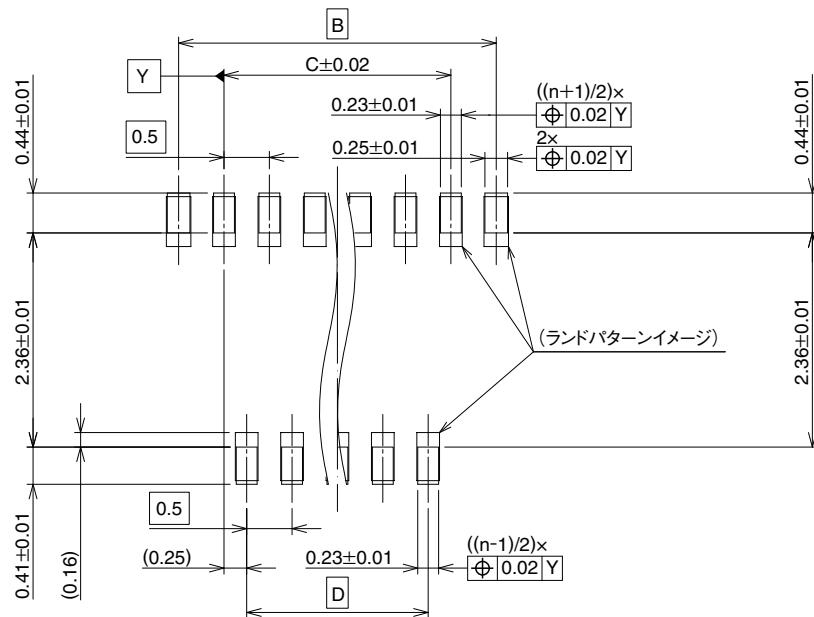 B
Y
C±0.02
((n+1)/2)×
0.23±0.01
⌖ 0.02 Y
0.44±0.01
0.5
0.25±0.01
2×
⌖ 0.02 Y
0.44±0.01
2.36±0.01
(ランドパターンイメージ)
2.36±0.01
0.5
0.41±0.01
(0.16)
(0.25)
0.23±0.01
((n-1)/2)×
⌖ 0.02 Y
D